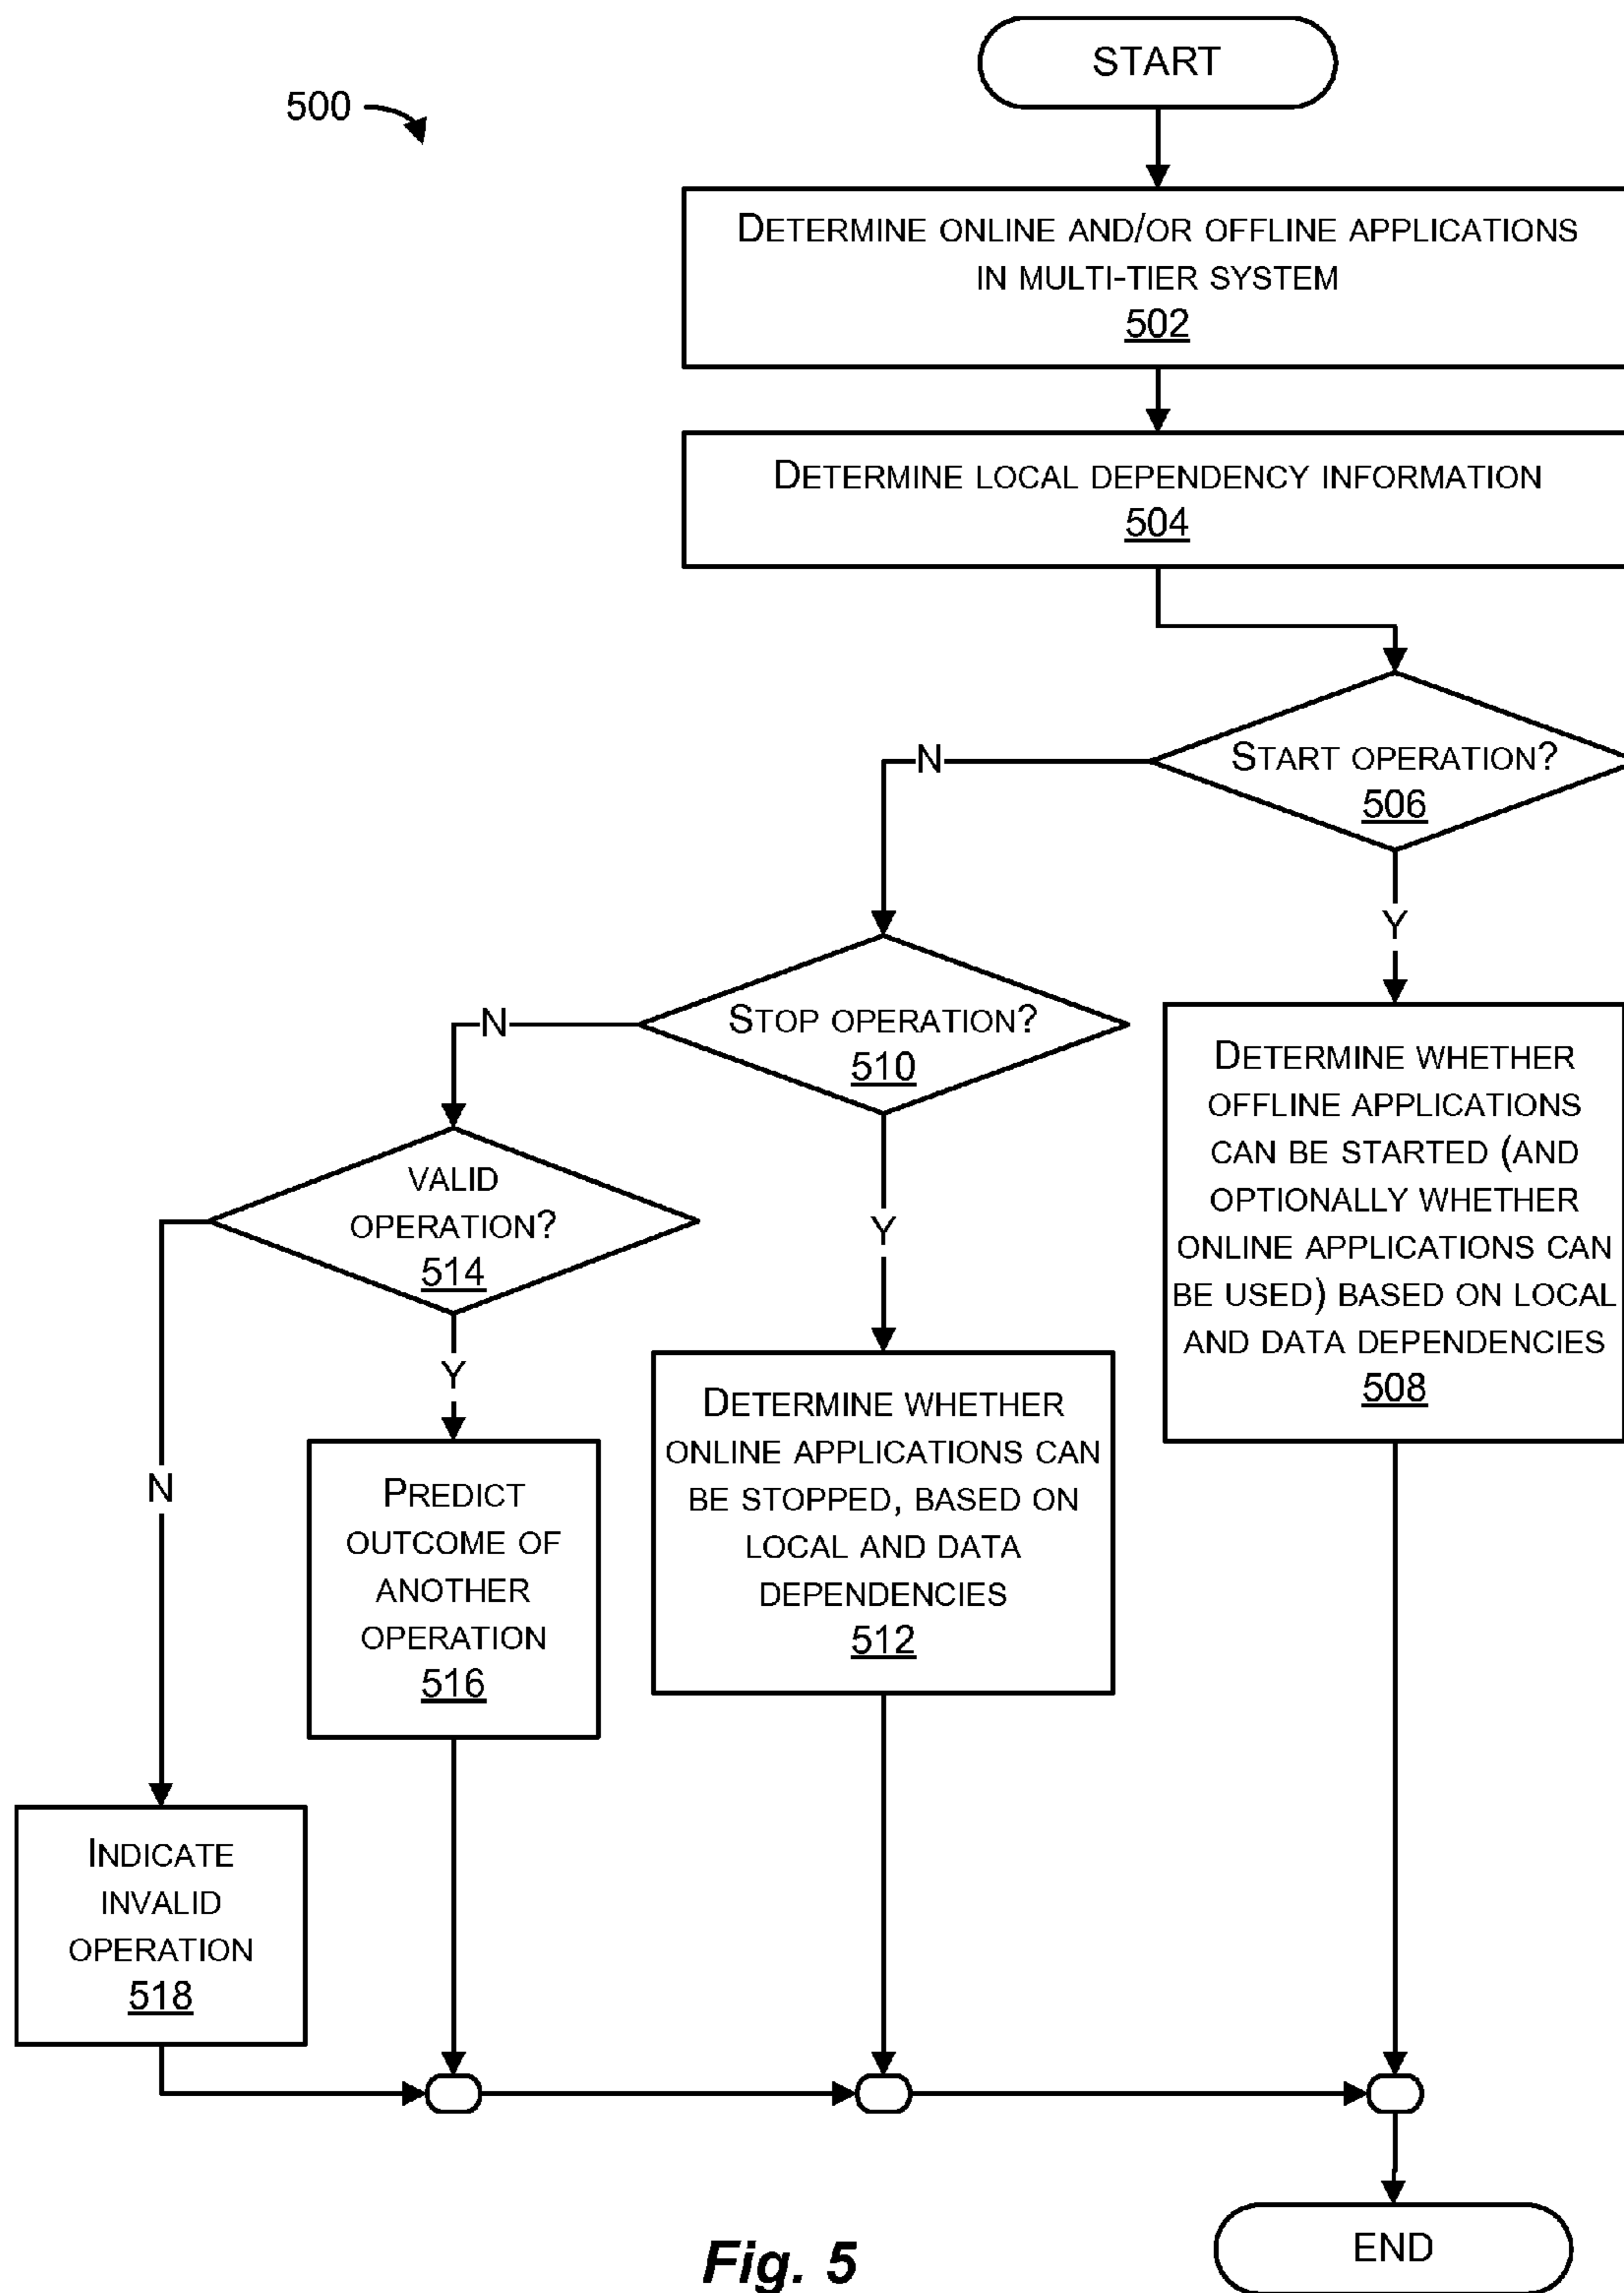 START
500
DETERMINE ONLINE AND/OR OFFLINE APPLICATIONS
IN MULTI-TIER SYSTEM
502
DETERMINE LOCAL DEPENDENCY INFORMATION
504
START OPERATION?
506
N
Y
STOP OPERATION?
510
N
Y
DETERMINE WHETHER
OFFLINE APPLICATIONS
CAN BE STARTED (AND
OPTIONALLY WHETHER
ONLINE APPLICATIONS CAN
BE USED) BASED ON LOCAL
AND DATA DEPENDENCIES
508
VALID
OPERATION?
514
N
Y
DETERMINE WHETHER
ONLINE APPLICATIONS CAN
BE STOPPED, BASED ON
LOCAL AND DATA
DEPENDENCIES
512
PREDICT
OUTCOME OF
ANOTHER
OPERATION
516
INDICATE
INVALID
OPERATION
518
END
Fig. 5